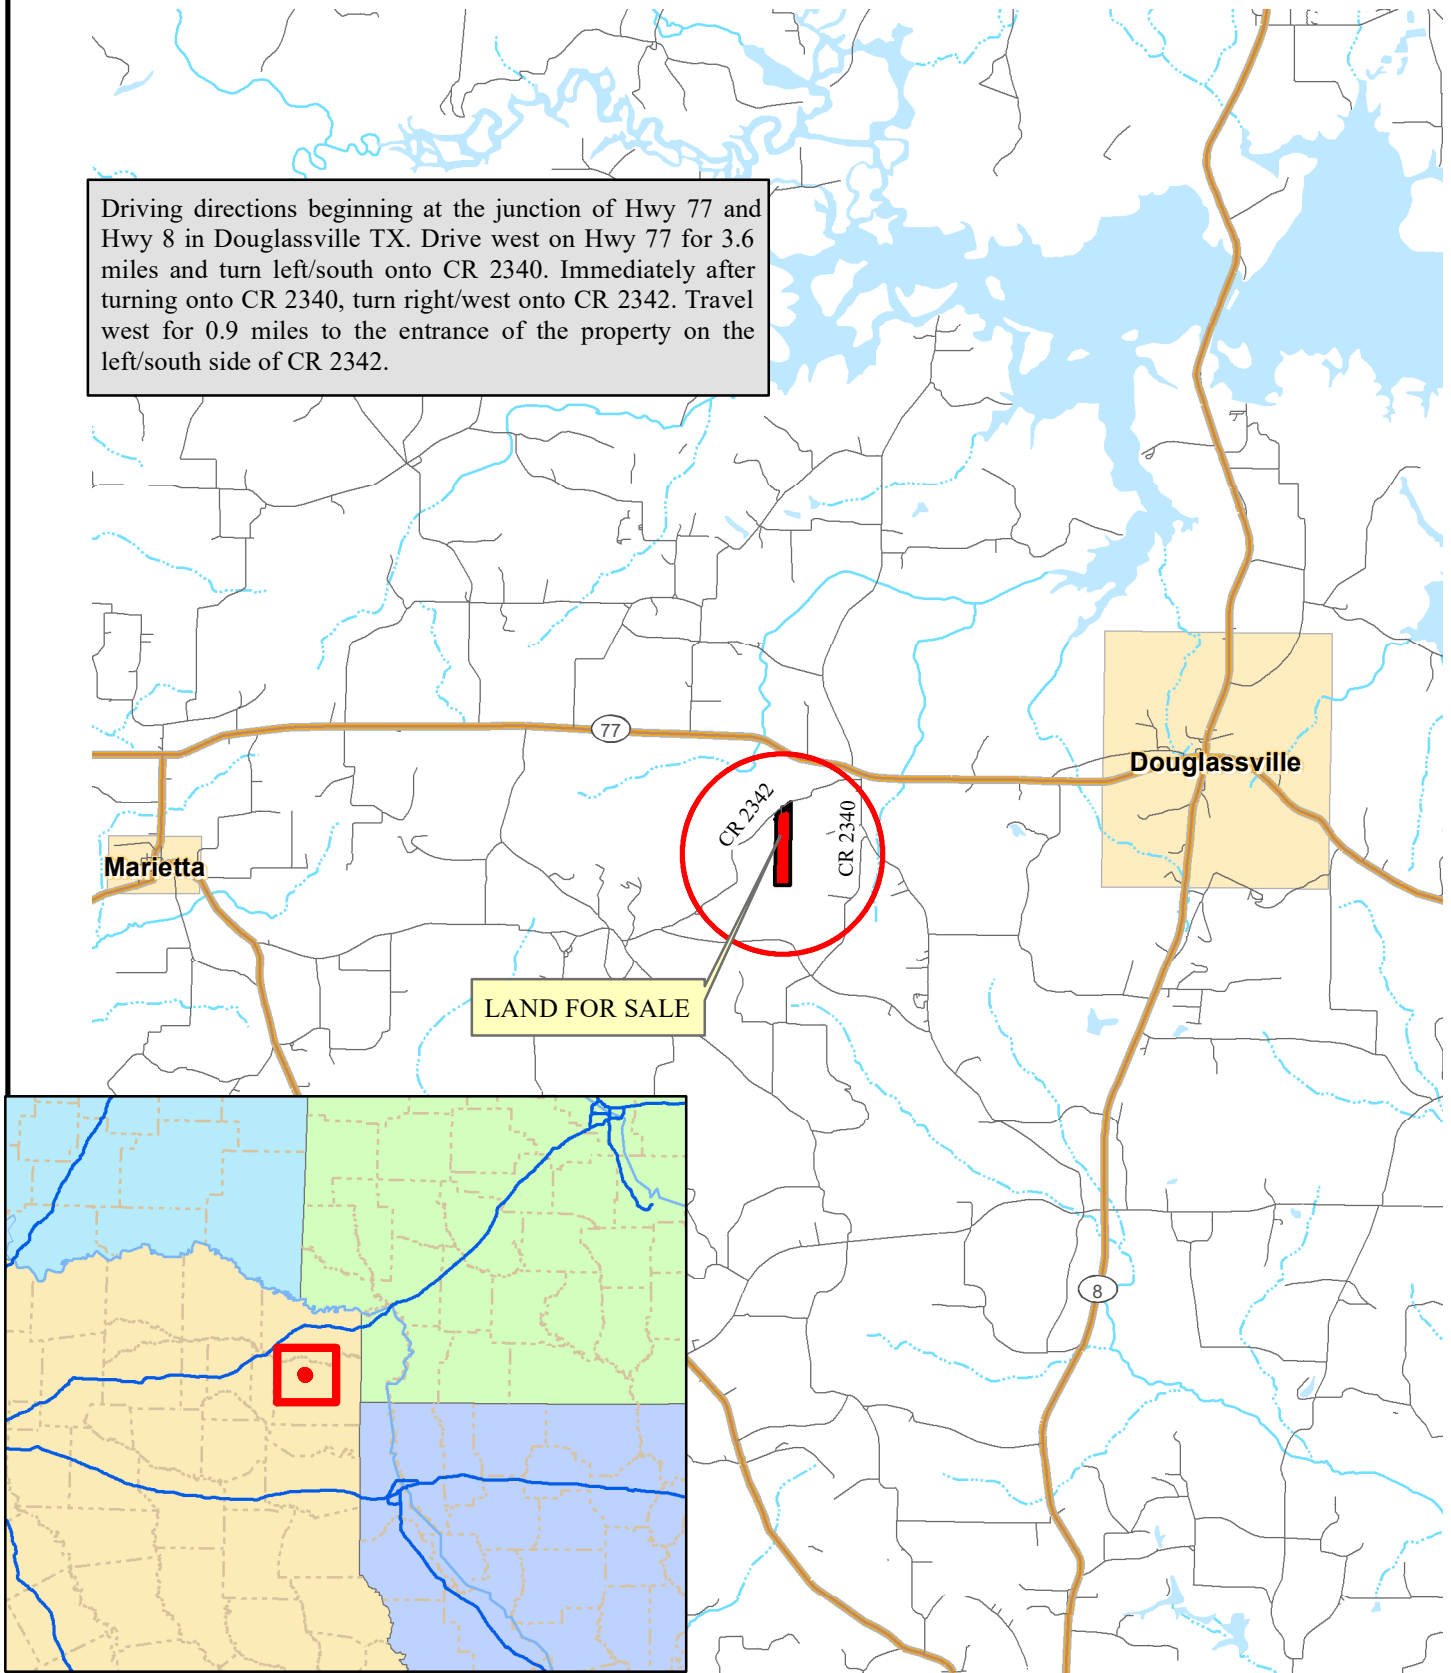 Driving directions beginning at the junction of Hwy 77 and
Hwy 8 in Douglassville TX. Drive west on Hwy 77 for 3.6
miles and turn left/south onto CR 2340. Immediately after
turning onto CR 2340, turn right/west onto CR 2342. Travel
west for 0.9 miles to the entrance of the property on the
left/south side of CR 2342.
77
Douglassville
CR 2342
CR 2340
Marietta
LAND FOR SALE
8